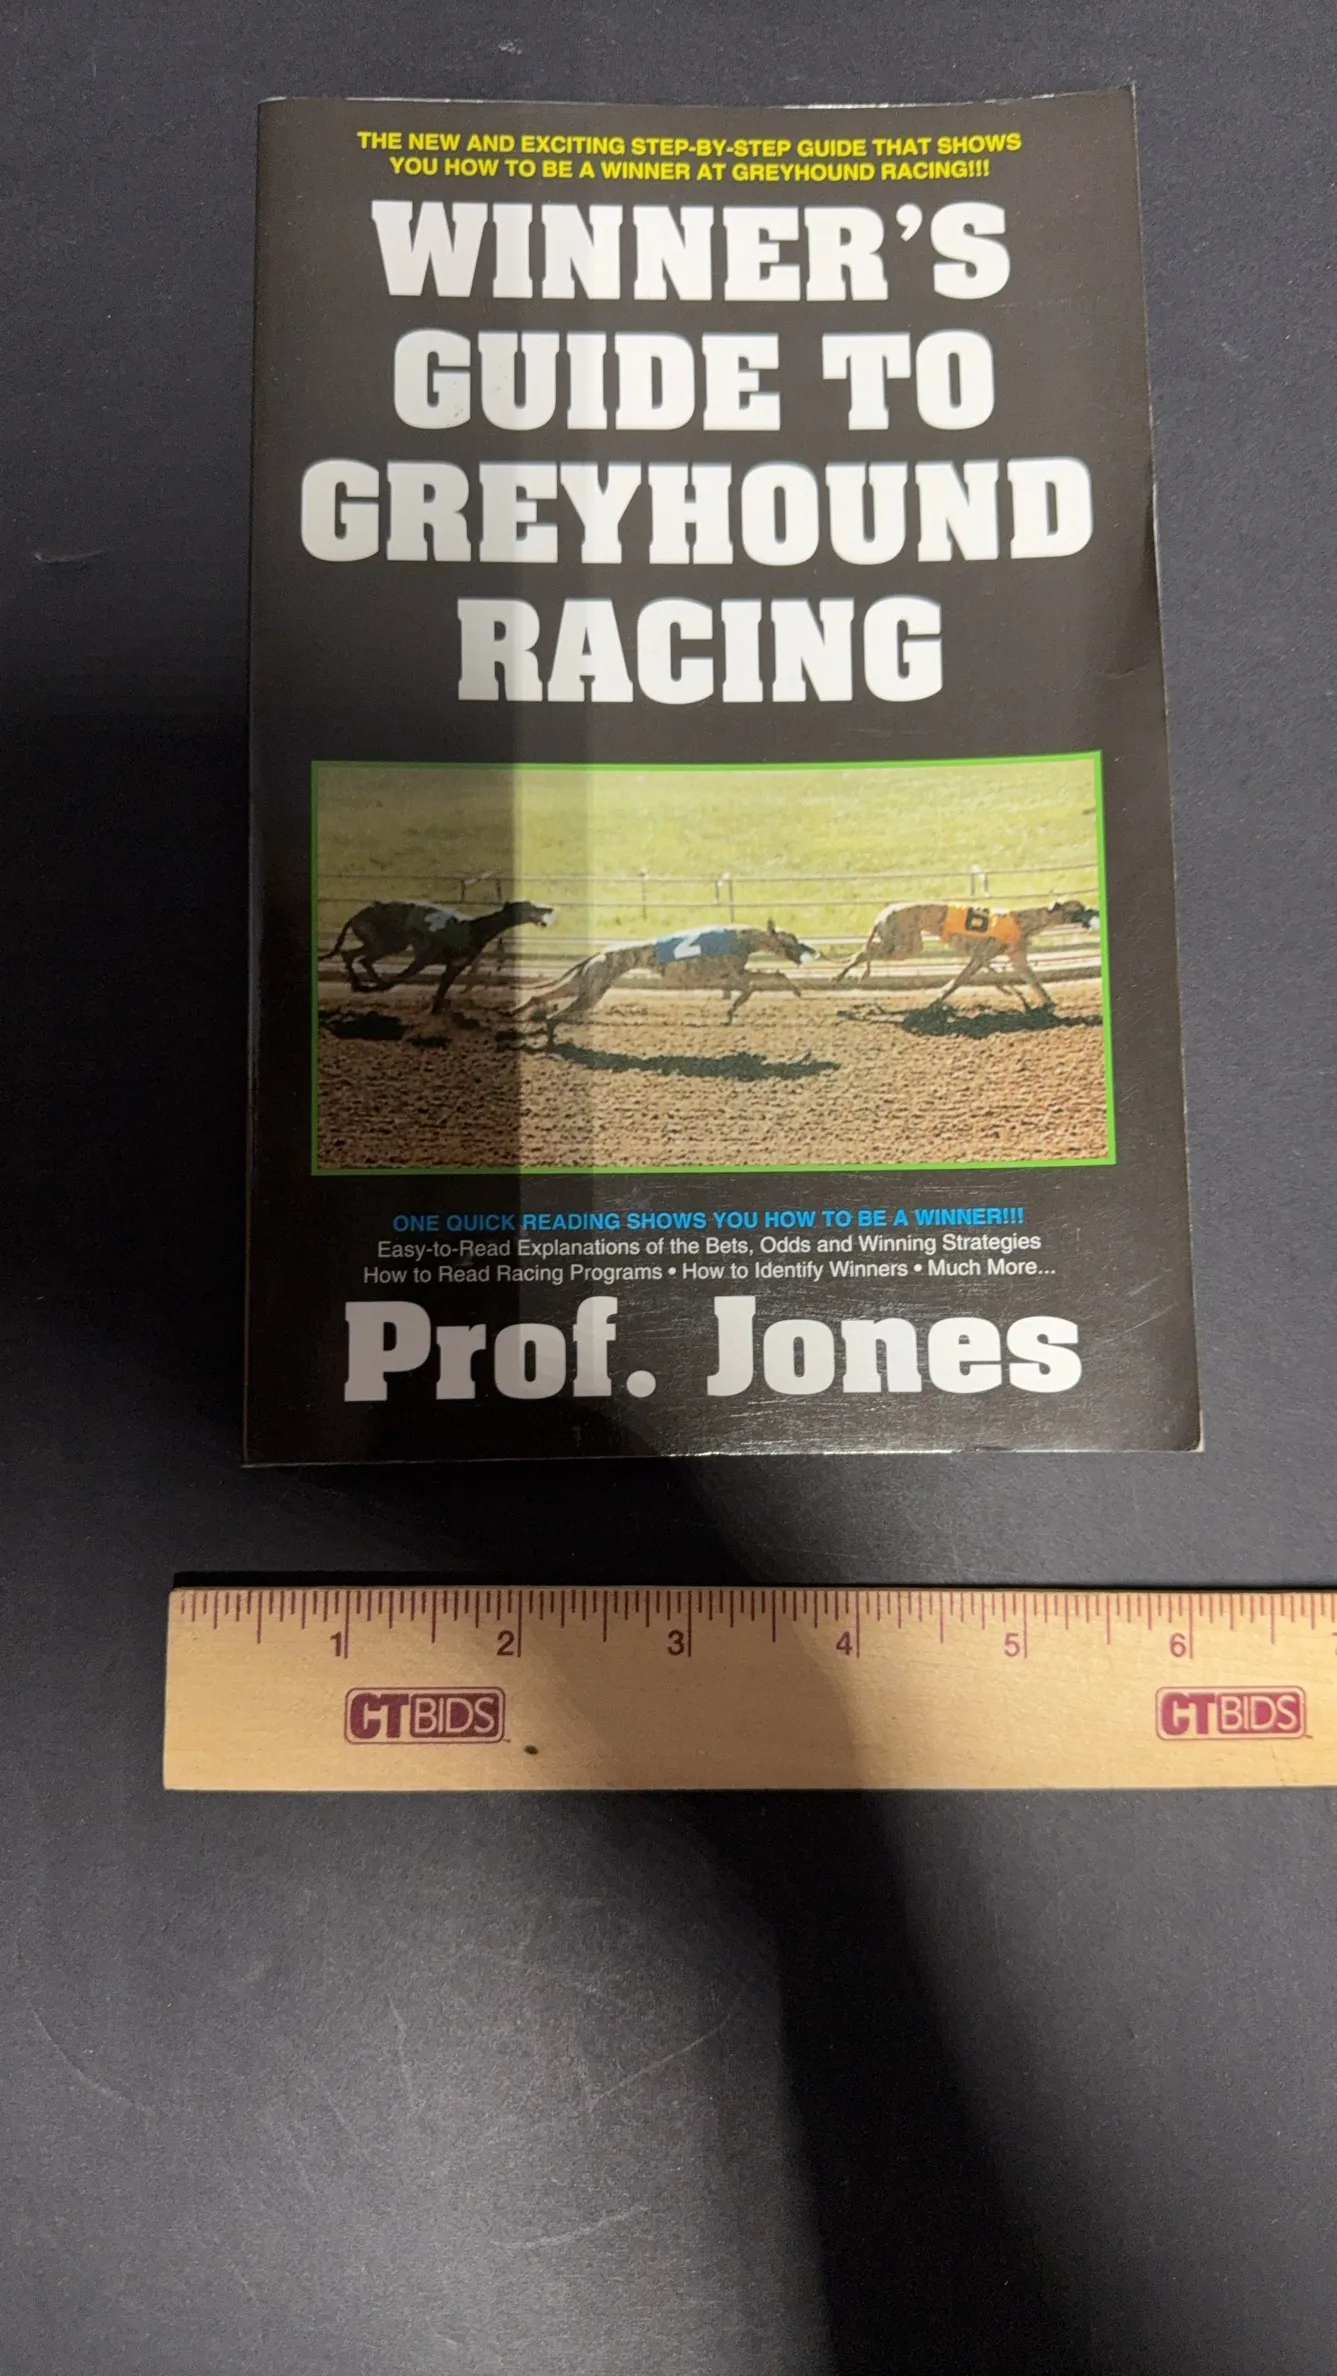 THE NEW AND EXCITING STEP-BY-STEP GUIDE THAT SHOWS
YOU HOW TO BE A WINNER AT GREYHOUND RACING!!!
WINNER'S
GUIDE TO
GREYHOUND
RACING
2
6
ONE QUICK READING SHOWS YOU HOW TO BE A WINNER!!!
Easy-to-Read Explanations of the Bets, Odds and Winning Strategies
How to Read Racing Programs • How to Identify Winners • Much More...
Prof. Jones
1 2 3 4 5 6
CTBIDS CTBIDS